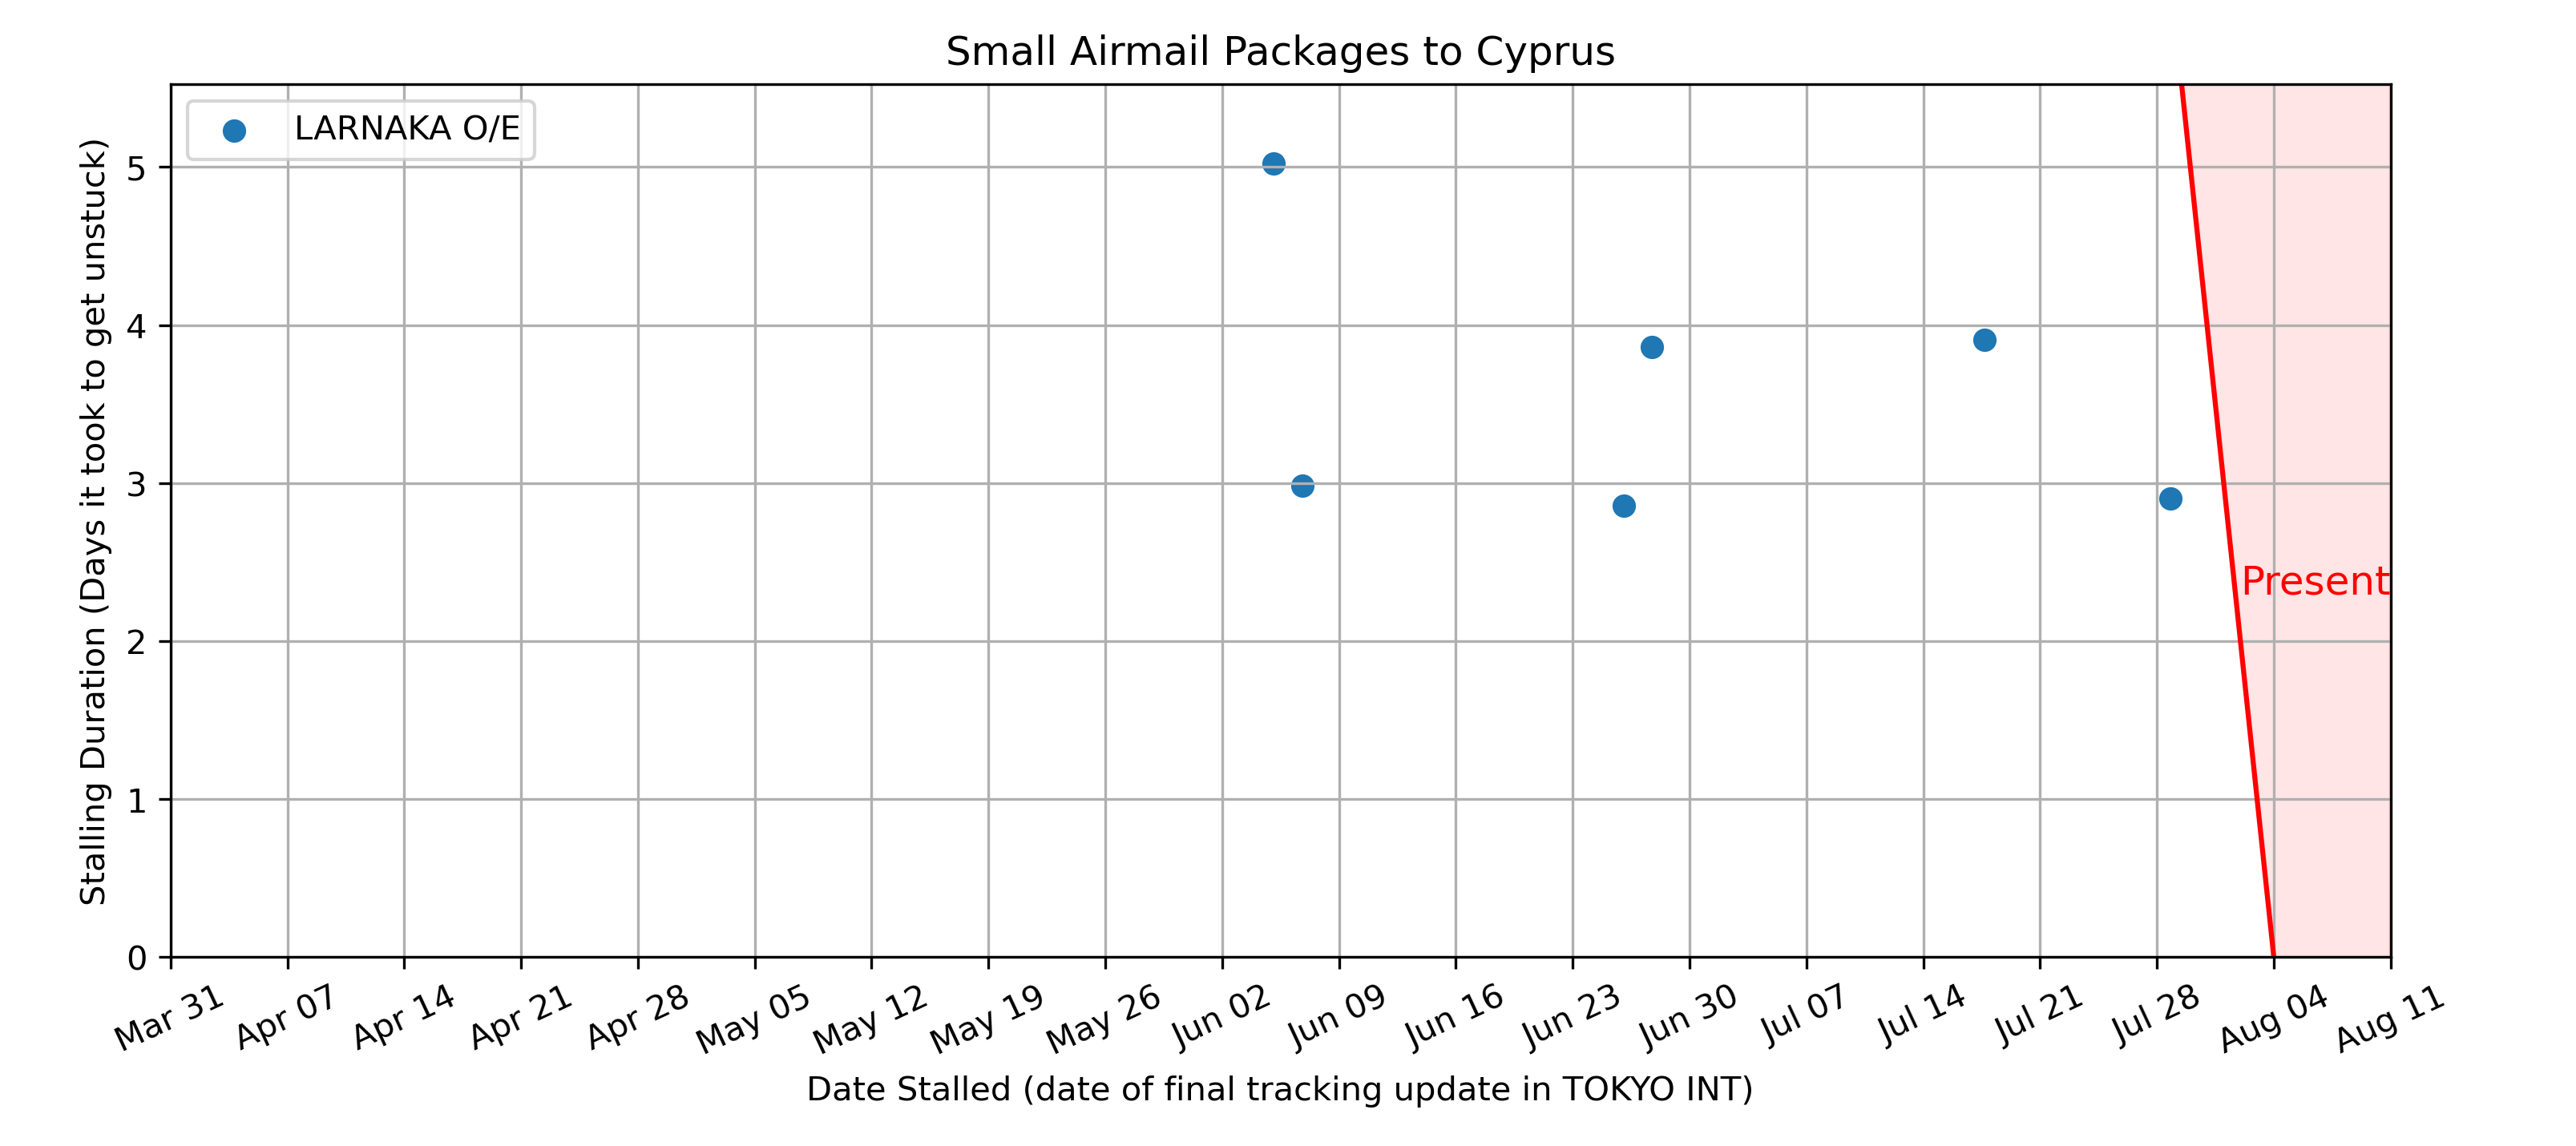 Small Airmail Packages to Cyprus
LARNAKA O/E
Stalling Duration (Days it took to get unstuck)
5
4
3
2
1
0
Present
Mar 31 Apr 07 Apr 14 Apr 21 Apr 28 May 05 May 12 May 19 May 26 Jun 02 Jun 09 Jun 16 Jun 23 Jun 30 Jul 07 Jul 14 Jul 21 Jul 28 Aug 04 Aug 11
Date Stalled (date of final tracking update in TOKYO INT)